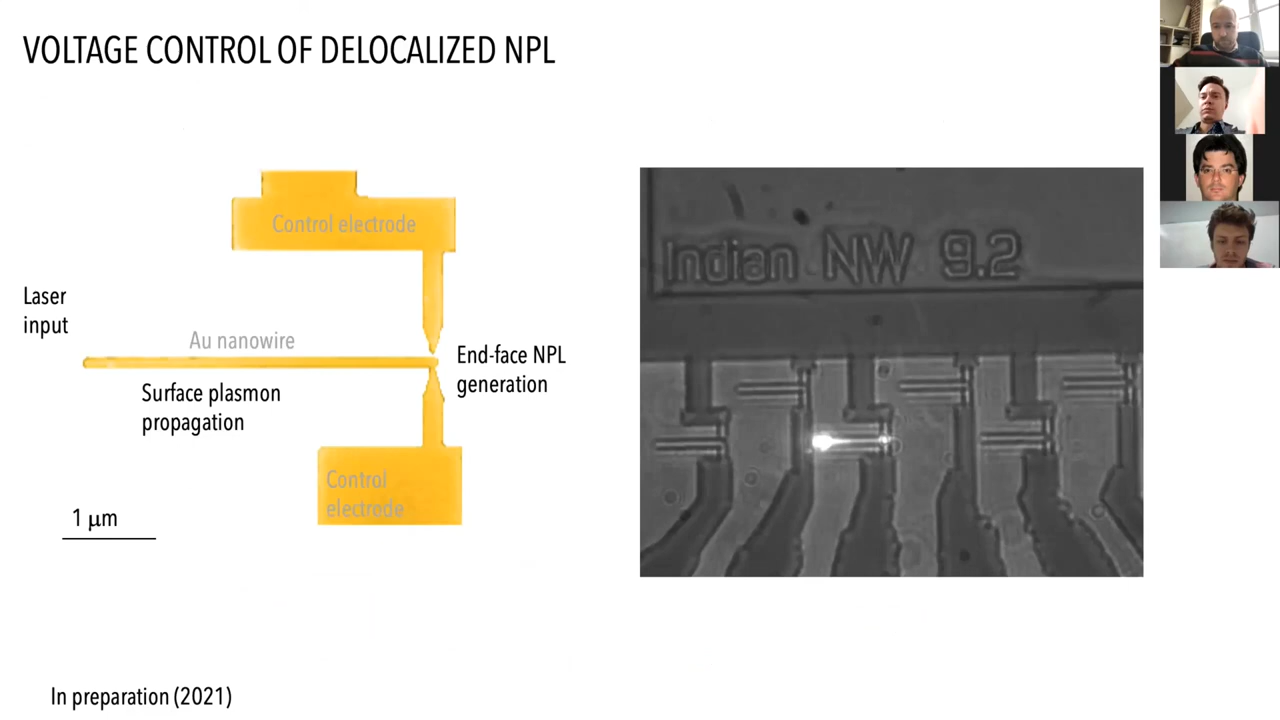 VOLTAGE CONTROL OF DELOCALIZED NPL
Control electrode
Laser
input
Au nanowire
End-face NPL
generation
Surface plasmon
propagation
Control
electrode
1 μm
Indian NW 9.2
In preparation (2021)